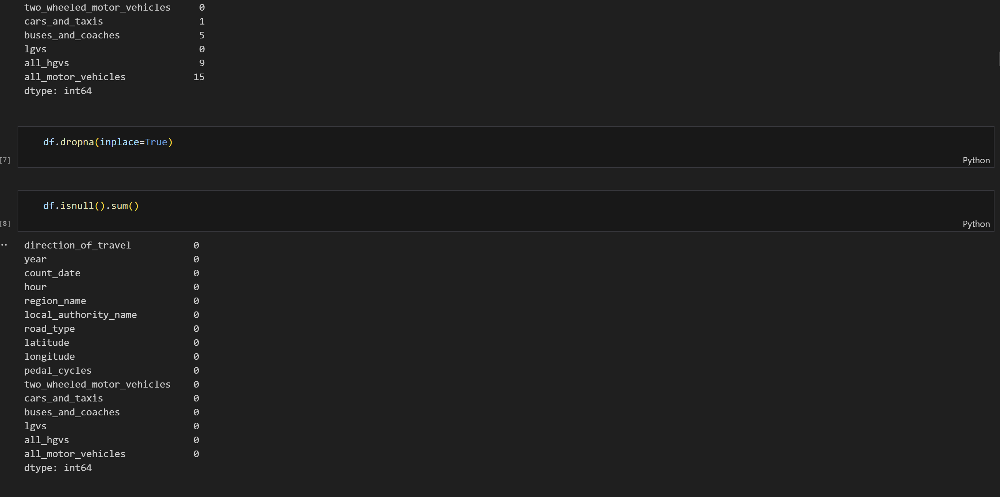 two_wheeled_motor_vehicles 0
cars_and_taxis 1
buses_and_coaches 5
lgvs 0
all_hgvs 9
all_motor_vehicles 15
dtype: int64
df.dropna(inplace=True)
[7]
Python
df.isnull().sum()
[8]
Python
direction_of_travel 0
year 0
count_date 0
hour 0
region_name 0
local_authority_name 0
road_type 0
latitude 0
longitude 0
pedal_cycles 0
two_wheeled_motor_vehicles 0
cars_and_taxis 0
buses_and_coaches 0
lgvs 0
all_hgvs 0
all_motor_vehicles 0
dtype: int64